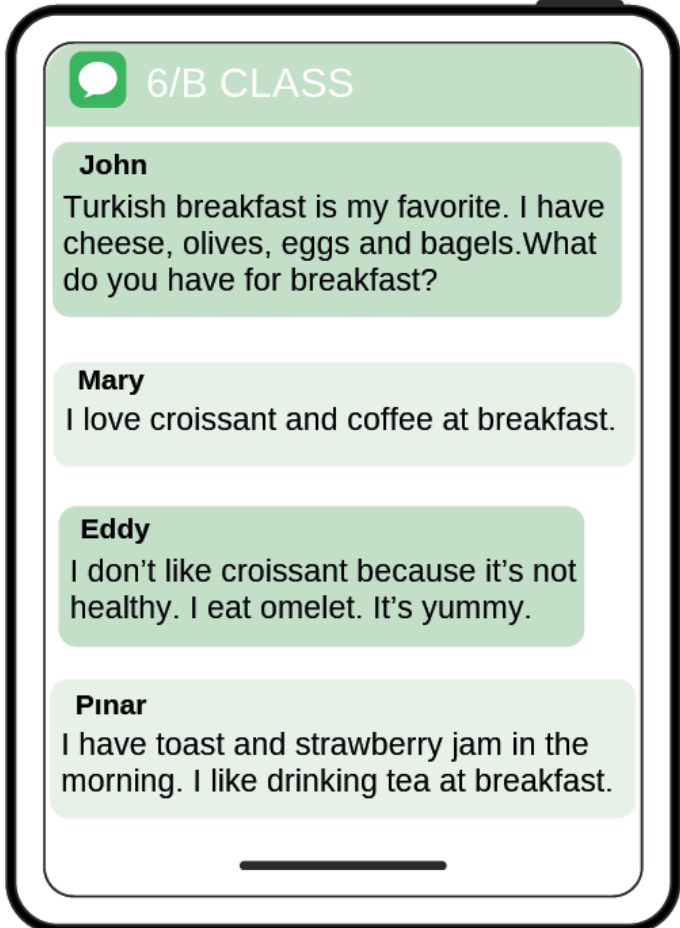 6/B CLASS
John
Turkish breakfast is my favorite. I have
cheese, olives, eggs and bagels.What
do you have for breakfast?
Mary
I love croissant and coffee at breakfast.
Eddy
I don’t like croissant because it’s not
healthy. I eat omelet. It’s yummy.
Pınar
I have toast and strawberry jam in the
morning. I like drinking tea at breakfast.